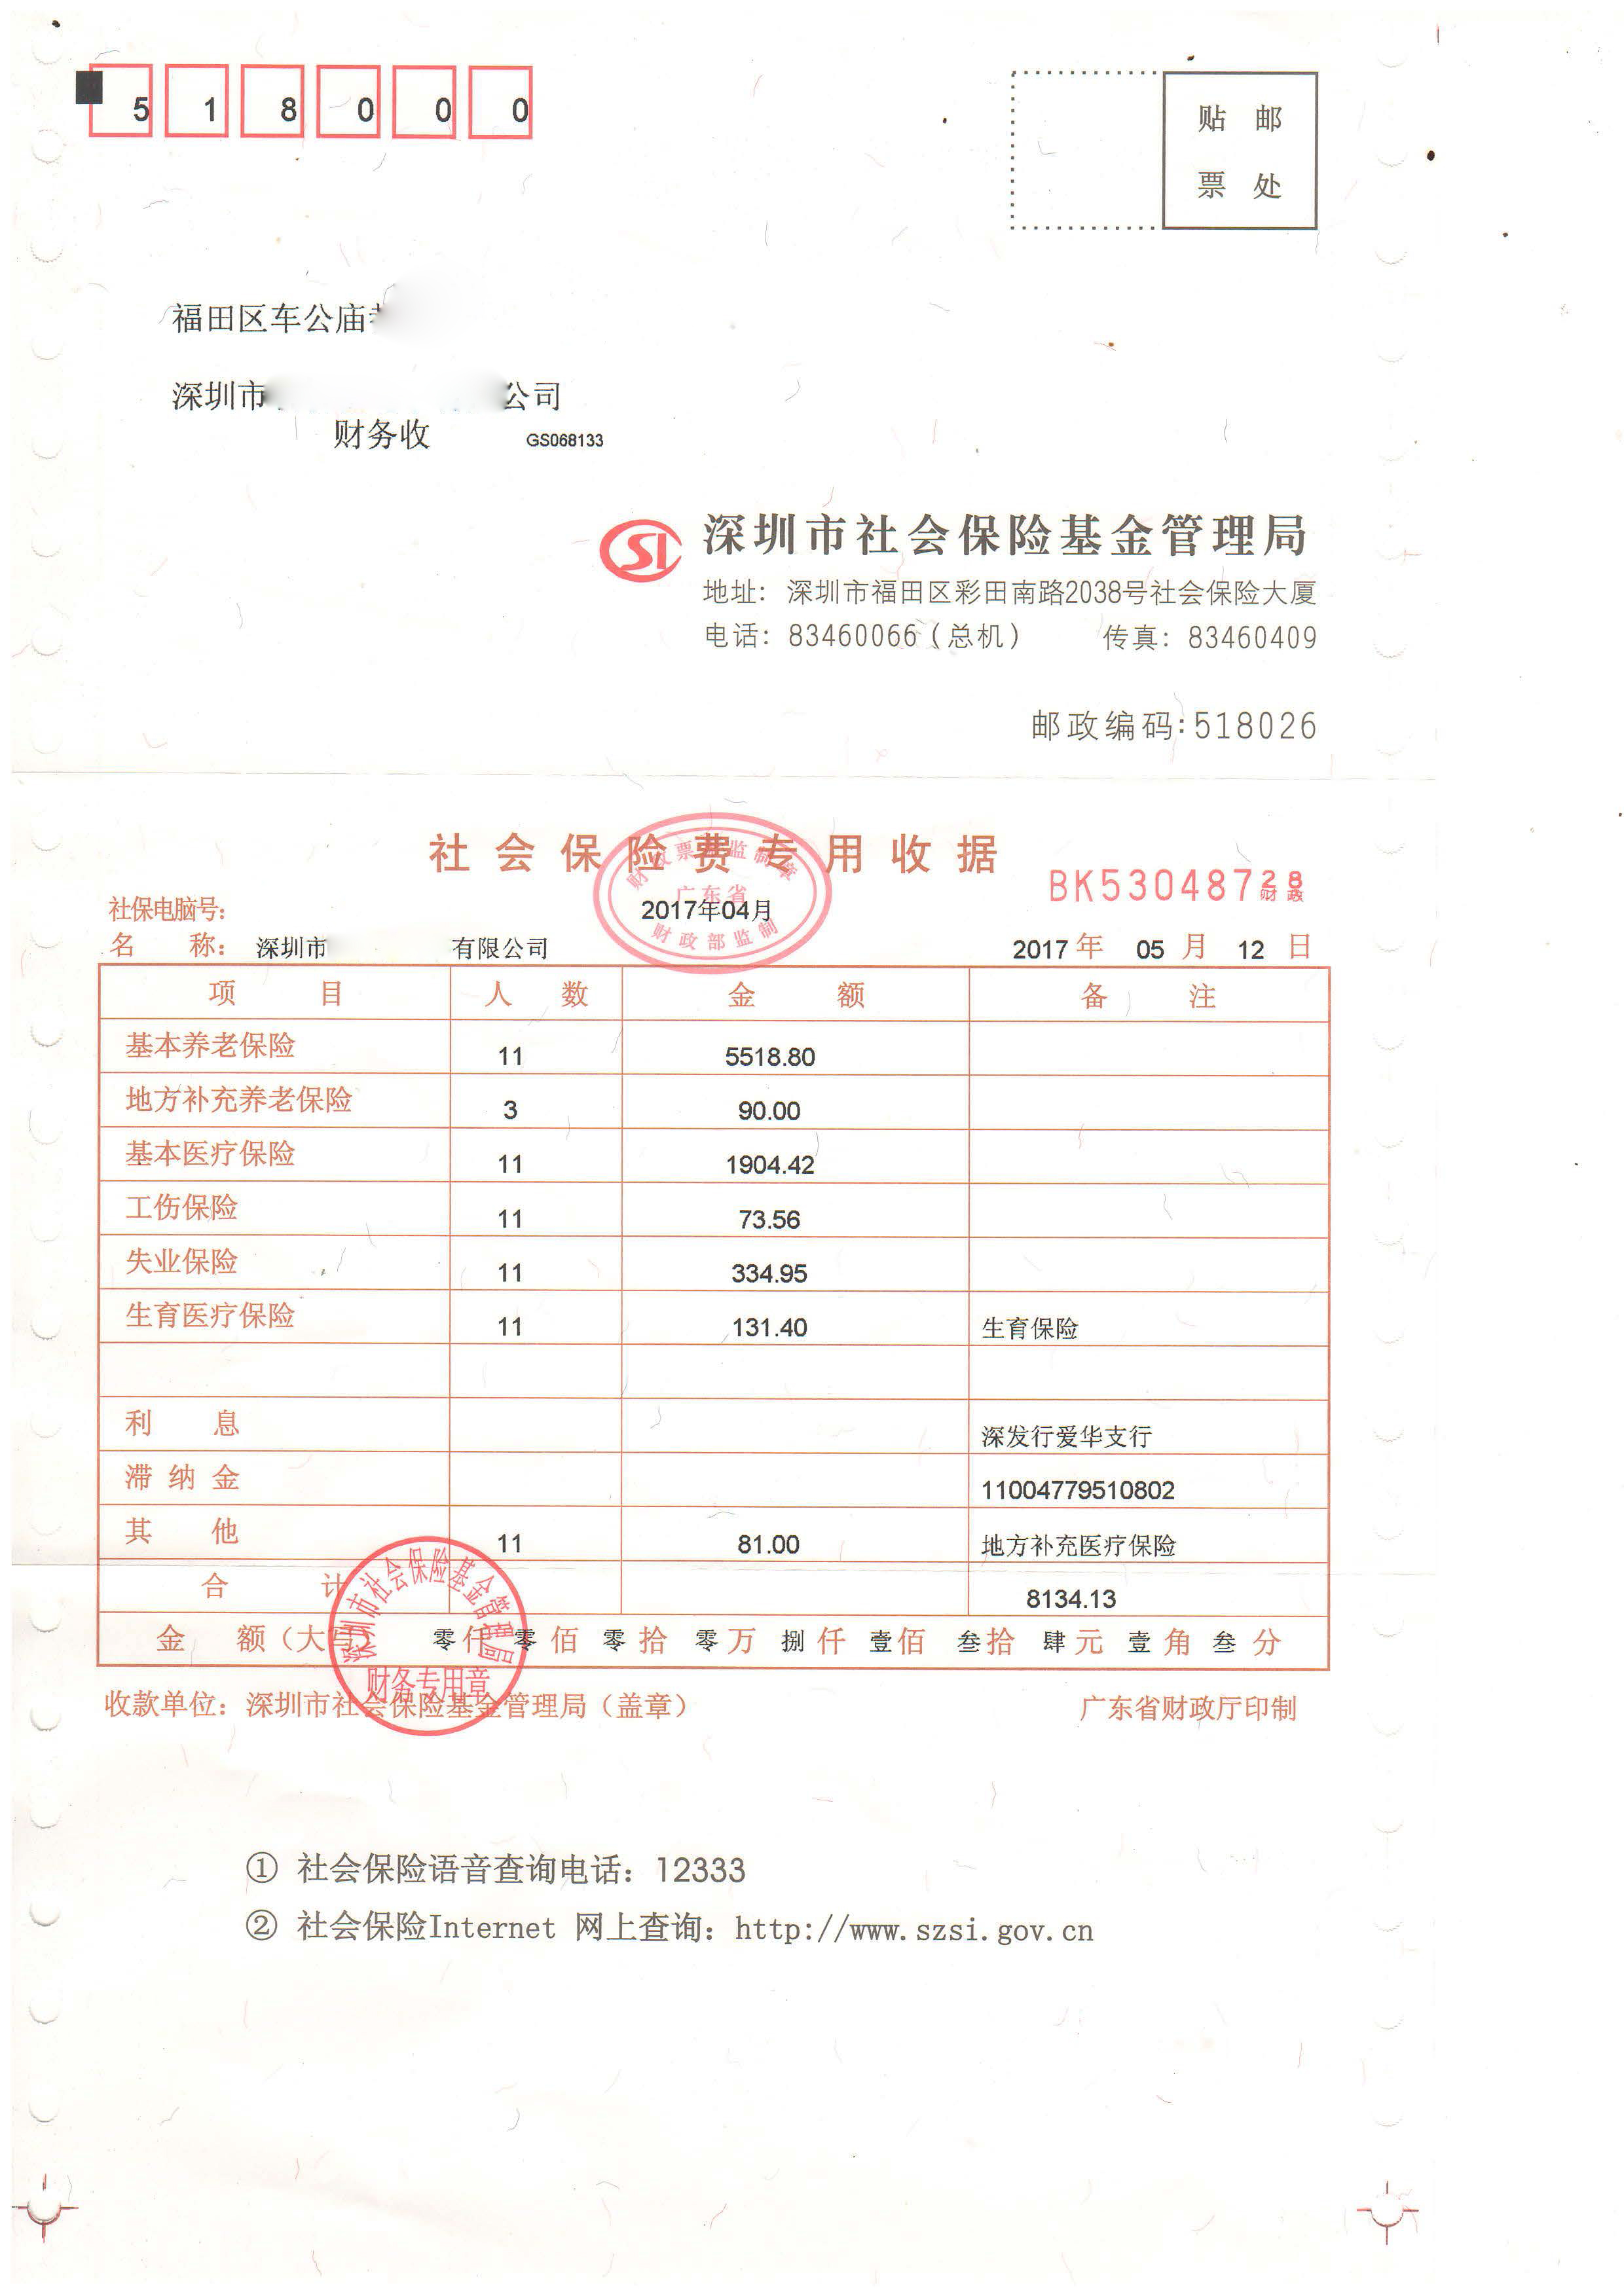 5 1 8 0 0 0
贴 邮
票 处
福田区车公庙
深圳市 公司
财务收 GS068133
SI 深圳市社会保险基金管理局
地址：深圳市福田区彩田南路2038号社会保险大厦
电话：83460066（总机） 传真：83460409
邮政编码:518026
社会保险费专用收据
财政票据监制章
广东省
财政部监制
BK53048728
财政
社保电脑号： 2017年04月
名 称： 深圳市 有限公司 2017 年 05 月 12 日
项 目 人 数 金 额 备 注
基本养老保险 11 5518.80
地方补充养老保险 3 90.00
基本医疗保险 11 1904.42
工伤保险 11 73.56
失业保险 11 334.95
生育医疗保险 11 131.40 生育保险
利 息 深发行爱华支行
滞 纳 金 11004779510802
其 他 11 81.00 地方补充医疗保险
合 计 8134.13
金 额（大写） 零 仟 零 佰 零 拾 零 万 捌 仟 壹 佰 叁 拾 肆 元 壹 角 叁 分
深圳市社会保险基金管理局
财务专用章
收款单位：深圳市社会保险基金管理局（盖章） 广东省财政厅印制
① 社会保险语音查询电话：12333
② 社会保险Internet 网上查询：http://www.szsi.gov.cn